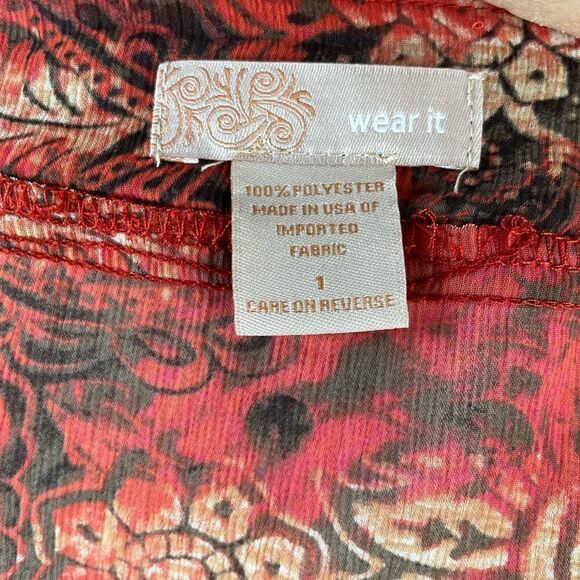 wear it
100% POLYESTER
MADE IN USA OF
IMPORTED
FABRIC
1
CARE ON REVERSE